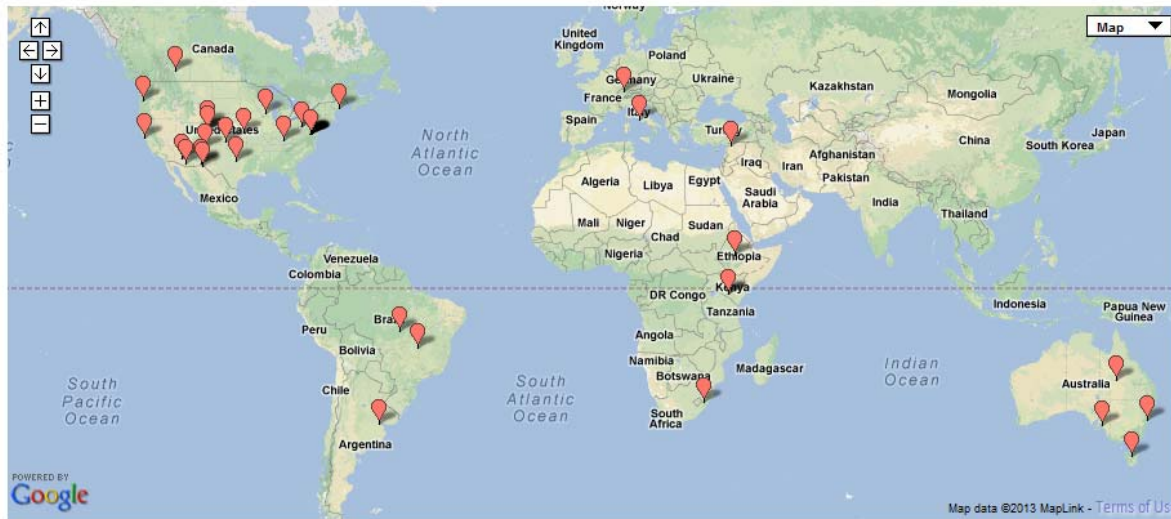 Norway
Canada
United
Kingdom
Poland
Germany
Ukraine
Kazakhstan
Mongolia
France
Italy
Spain
Turkey
North
Atlantic
Ocean
United States
China
Japan
South Korea
Afghanistan
Iraq
Iran
Pakistan
Algeria
Libya
Egypt
Saudi
Arabia
India
Mexico
Mali
Niger
Sudan
Chad
Thailand
Nigeria
Ethiopia
Venezuela
Colombia
Kenya
DR Congo
Tanzania
Indonesia
Papua New
Guinea
Peru
Brazil
Angola
Bolivia
Namibia
Botswana
Madagascar
Indian
Ocean
South
Pacific
Ocean
Chile
South
Atlantic
Ocean
Australia
South
Africa
Argentina
Map
POWERED BY
Google
Map data ©2013 MapLink - Terms of Us